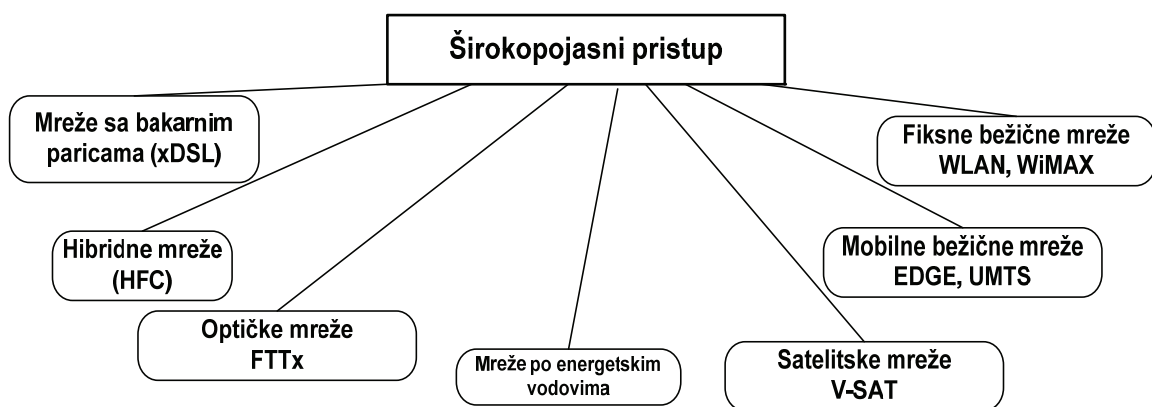 Širokopojasni pristup
Mreže sa bakarnim
paricama (xDSL)
Fiksne bežične mreže
WLAN, WiMAX
Hibridne mreže
(HFC)
Mobilne bežične mreže
EDGE, UMTS
Optičke mreže
FTTx
Mreže po energetskim
vodovima
Satelitske mreže
V-SAT